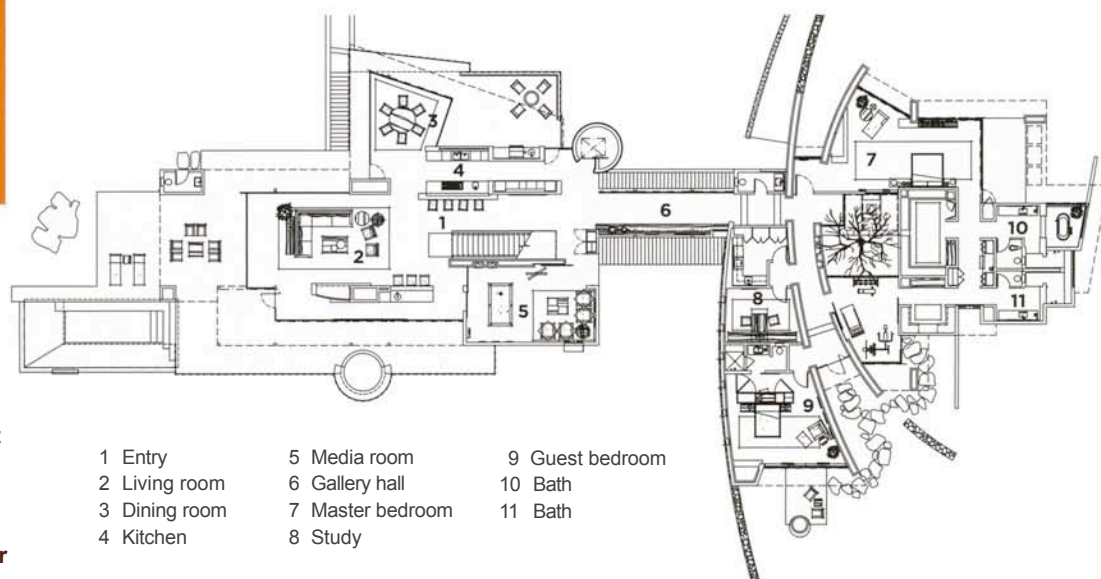 3
4
7
6
1
2
10
8
5
11
9
1 Entry
2 Living room
3 Dining room
4 Kitchen
5 Media room
6 Gallery hall
7 Master bedroom
8 Study
9 Guest bedroom
10 Bath
11 Bath
r